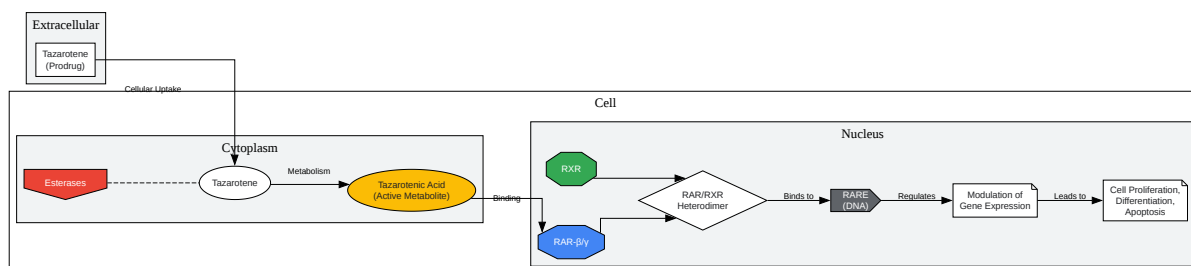 Extracellular
Tazarotene
(Prodrug)
Cellular Uptake
Cell
Cytoplasm
Esterases
Tazarotene
Metabolism
Tazarotenic Acid
(Active Metabolite)
Binding
Nucleus
RXR
RAR-β/γ
RAR/RXR
Heterodimer
Binds to
RARE
(DNA)
Regulates
Modulation of
Gene Expression
Leads to
Cell Proliferation,
Differentiation,
Apoptosis